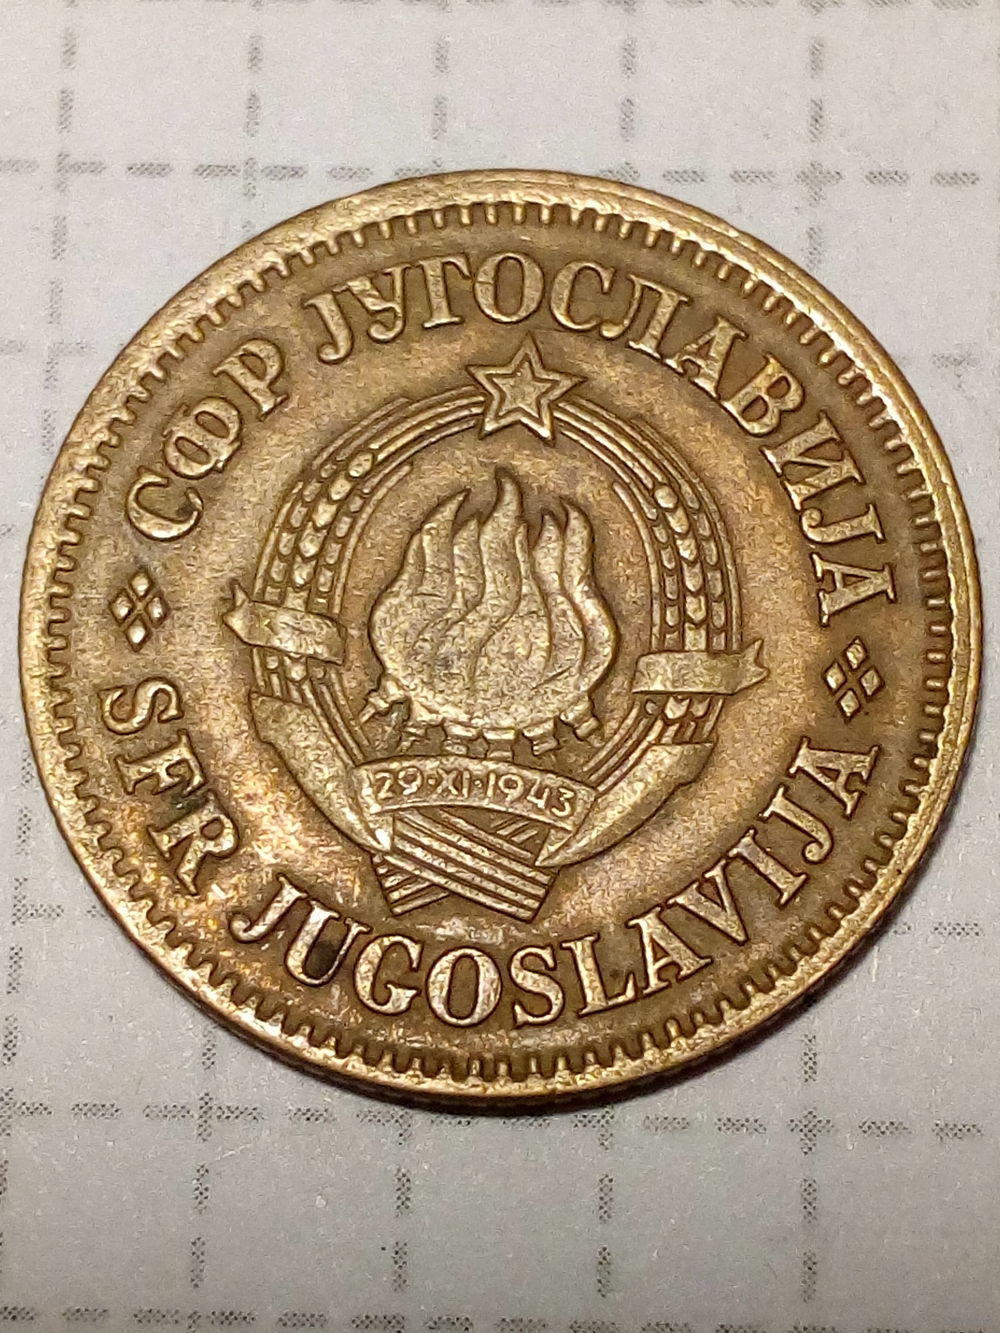 СФР ЈУГОСЛАВИЈА
29·XI·1943
SFR JUGOSLAVIJA